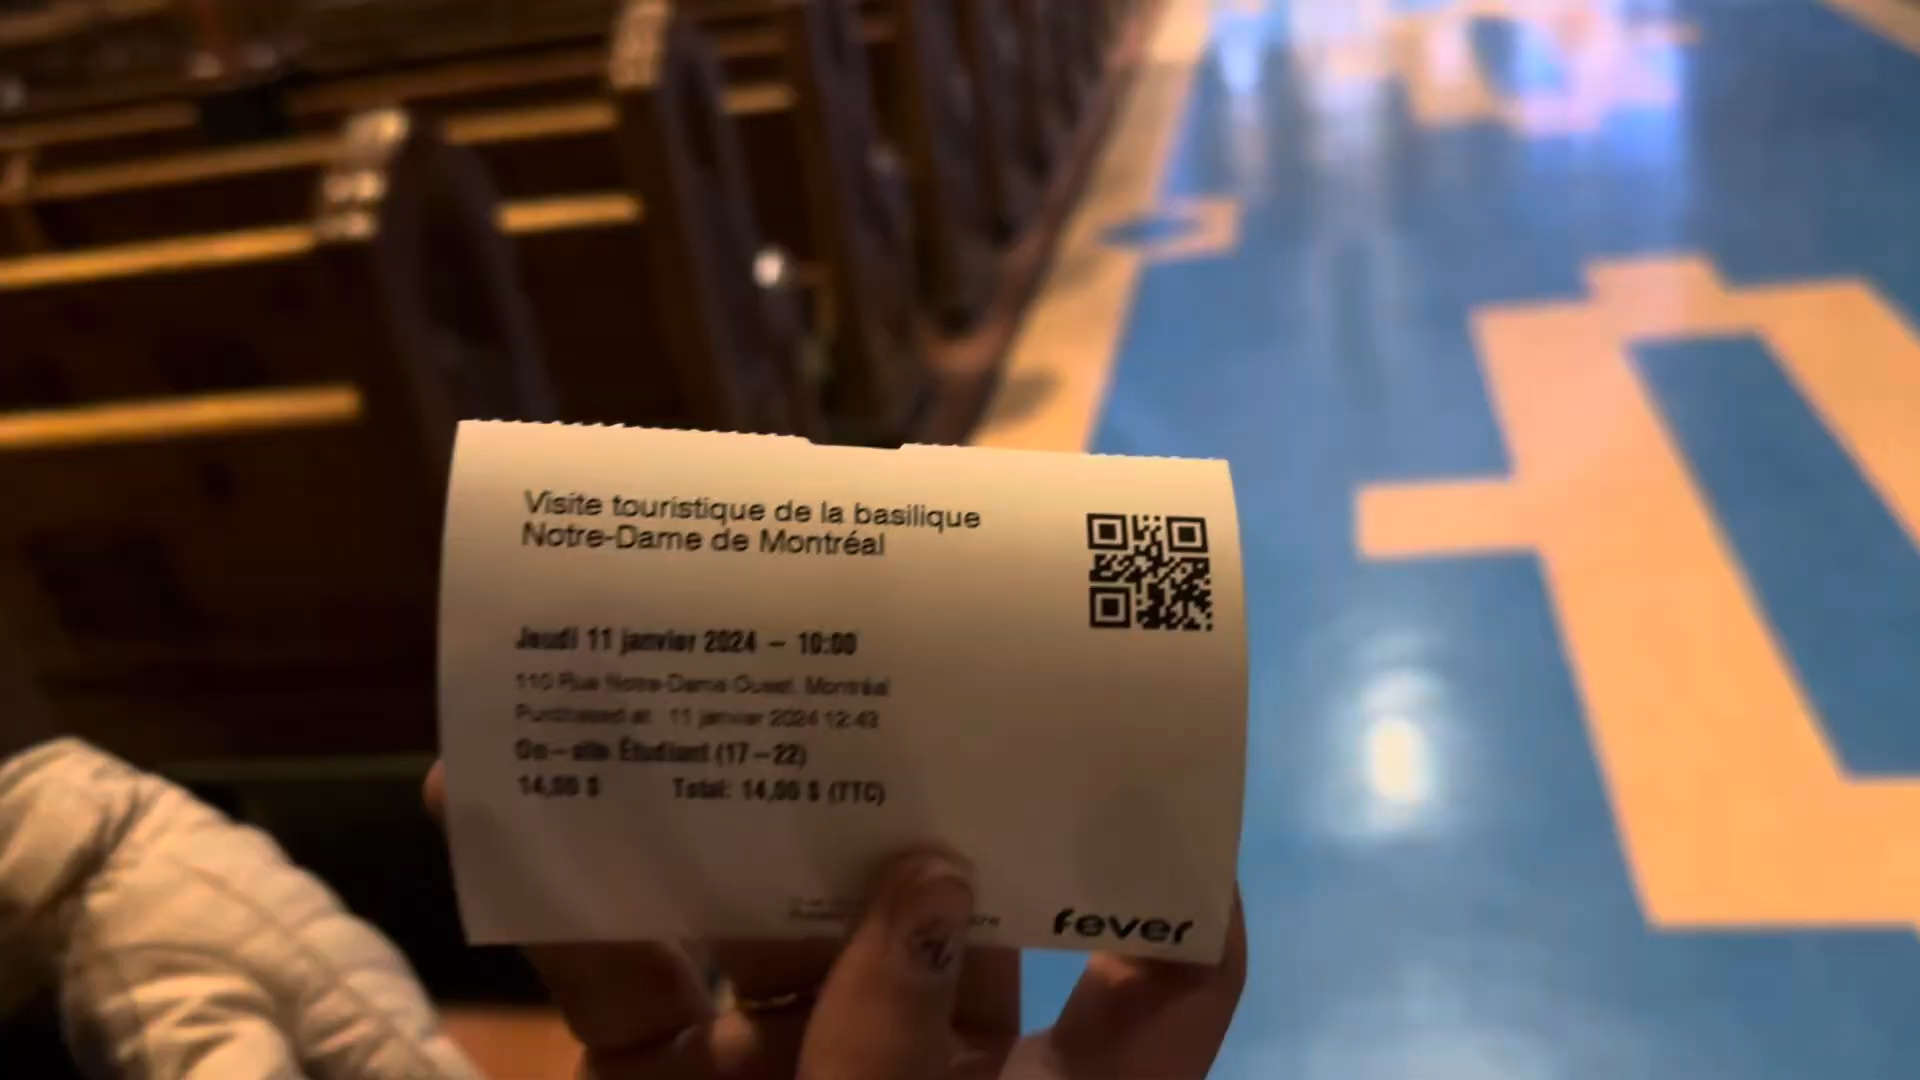 Visite touristique de la basilique
Notre-Dame de Montréal
Jeudi 11 janvier 2024 – 10:00
110 Rue Notre-Dame Ouest, Montréal
Purchased at: 11 janvier 2024 12:43
On-site Étudiant (17-22)
14,00 $ Total: 14,00 $ (TTC)
fever